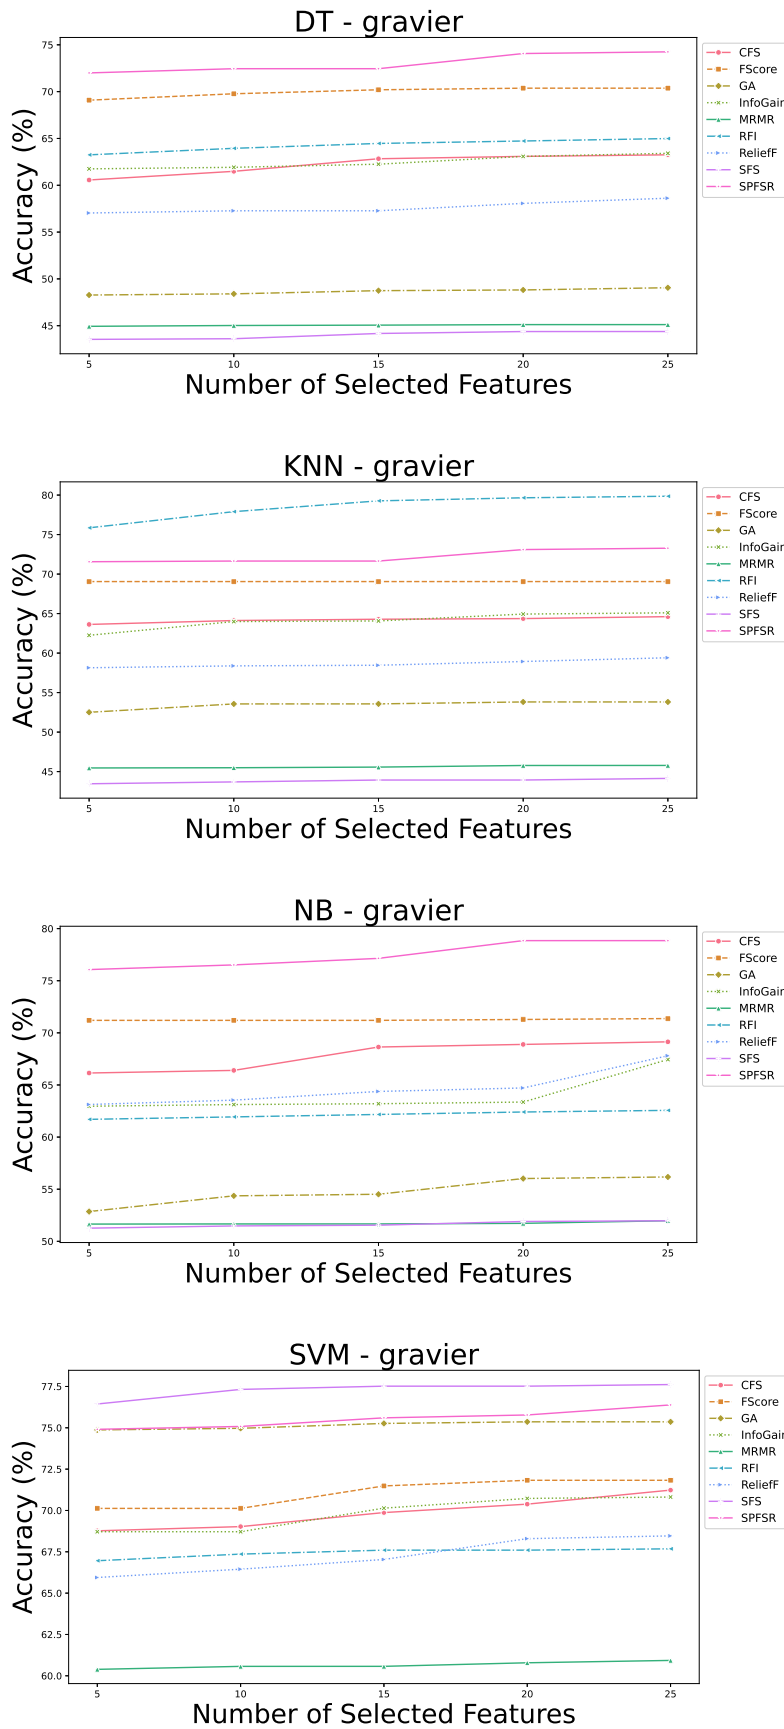 DT - gravier
75
70
65
60
55
50
45
Accuracy (%)
5 10 15 20 25
Number of Selected Features
CFS
FScore
GA
InfoGain
MRMR
RFI
ReliefF
SFS
SPFSR
KNN - gravier
80
75
70
65
60
55
50
45
Accuracy (%)
5 10 15 20 25
Number of Selected Features
CFS
FScore
GA
InfoGain
MRMR
RFI
ReliefF
SFS
SPFSR
NB - gravier
80
75
70
65
60
55
50
Accuracy (%)
5 10 15 20 25
Number of Selected Features
CFS
FScore
GA
InfoGain
MRMR
RFI
ReliefF
SFS
SPFSR
SVM - gravier
77.5
75.0
72.5
70.0
67.5
65.0
62.5
60.0
Accuracy (%)
5 10 15 20 25
Number of Selected Features
CFS
FScore
GA
InfoGain
MRMR
RFI
ReliefF
SFS
SPFSR